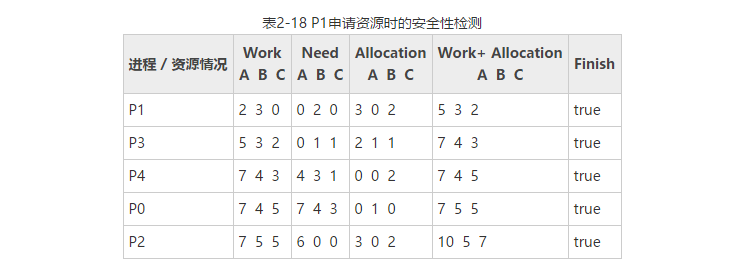 表2-18 P1申请资源时的安全性检测
进程 / 资源情况 Work A B C Need A B C Allocation A B C Work+ Allocation A B C Finish
P1 2 3 0 0 2 0 3 0 2 5 3 2 true
P3 5 3 2 0 1 1 2 1 1 7 4 3 true
P4 7 4 3 4 3 1 0 0 2 7 4 5 true
P0 7 4 5 7 4 3 0 1 0 7 5 5 true
P2 7 5 5 6 0 0 3 0 2 10 5 7 true